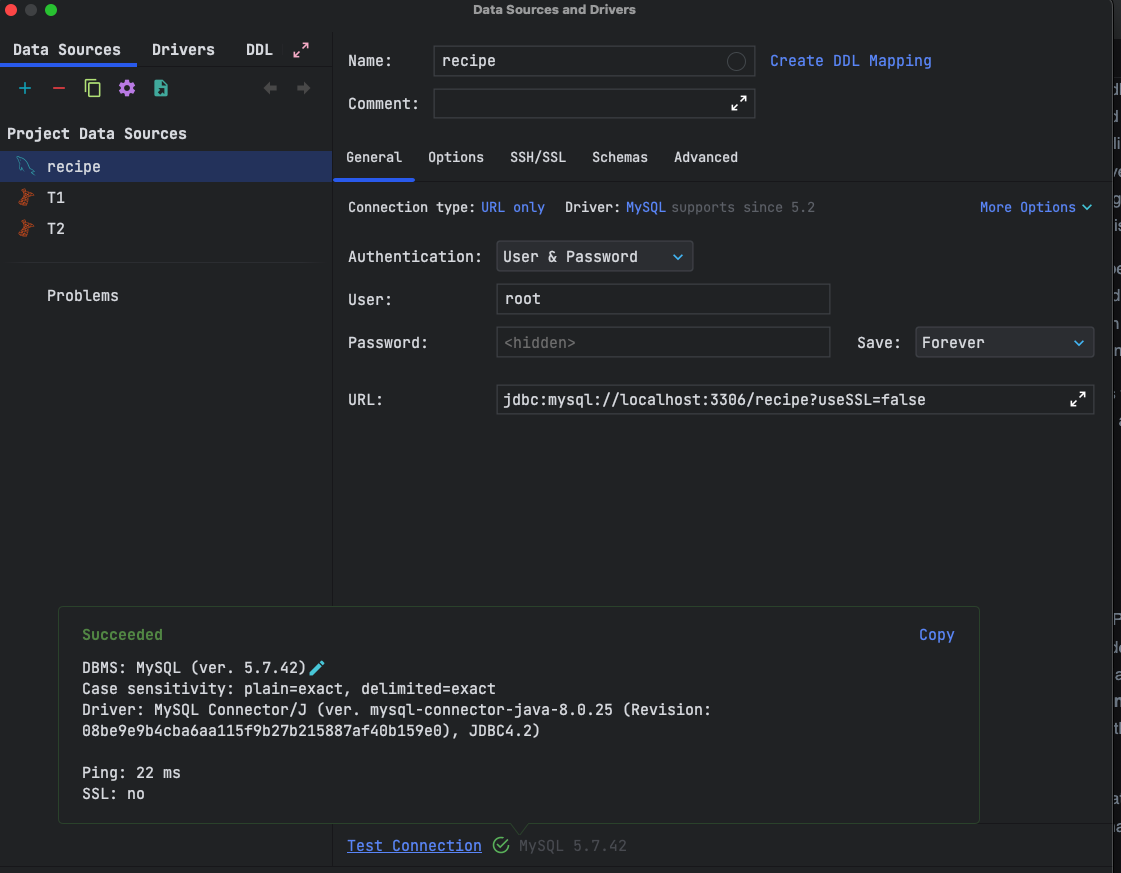 Data Sources and Drivers
Data Sources Drivers DDL
Project Data Sources
recipe
T1
T2
Problems
Name: recipe Create DDL Mapping
Comment:
General Options SSH/SSL Schemas Advanced
Connection type: URL only Driver: MySQL supports since 5.2 More Options
Authentication: User & Password
User: root
Password: <hidden> Save: Forever
URL: jdbc:mysql://localhost:3306/recipe?useSSL=false
Succeeded Copy
DBMS: MySQL (ver. 5.7.42)
Case sensitivity: plain=exact, delimited=exact
Driver: MySQL Connector/J (ver. mysql-connector-java-8.0.25 (Revision:
08be9e9b4cba6aa115f9b27b215887af40b159e0), JDBC4.2)
Ping: 22 ms
SSL: no
Test Connection MySQL 5.7.42